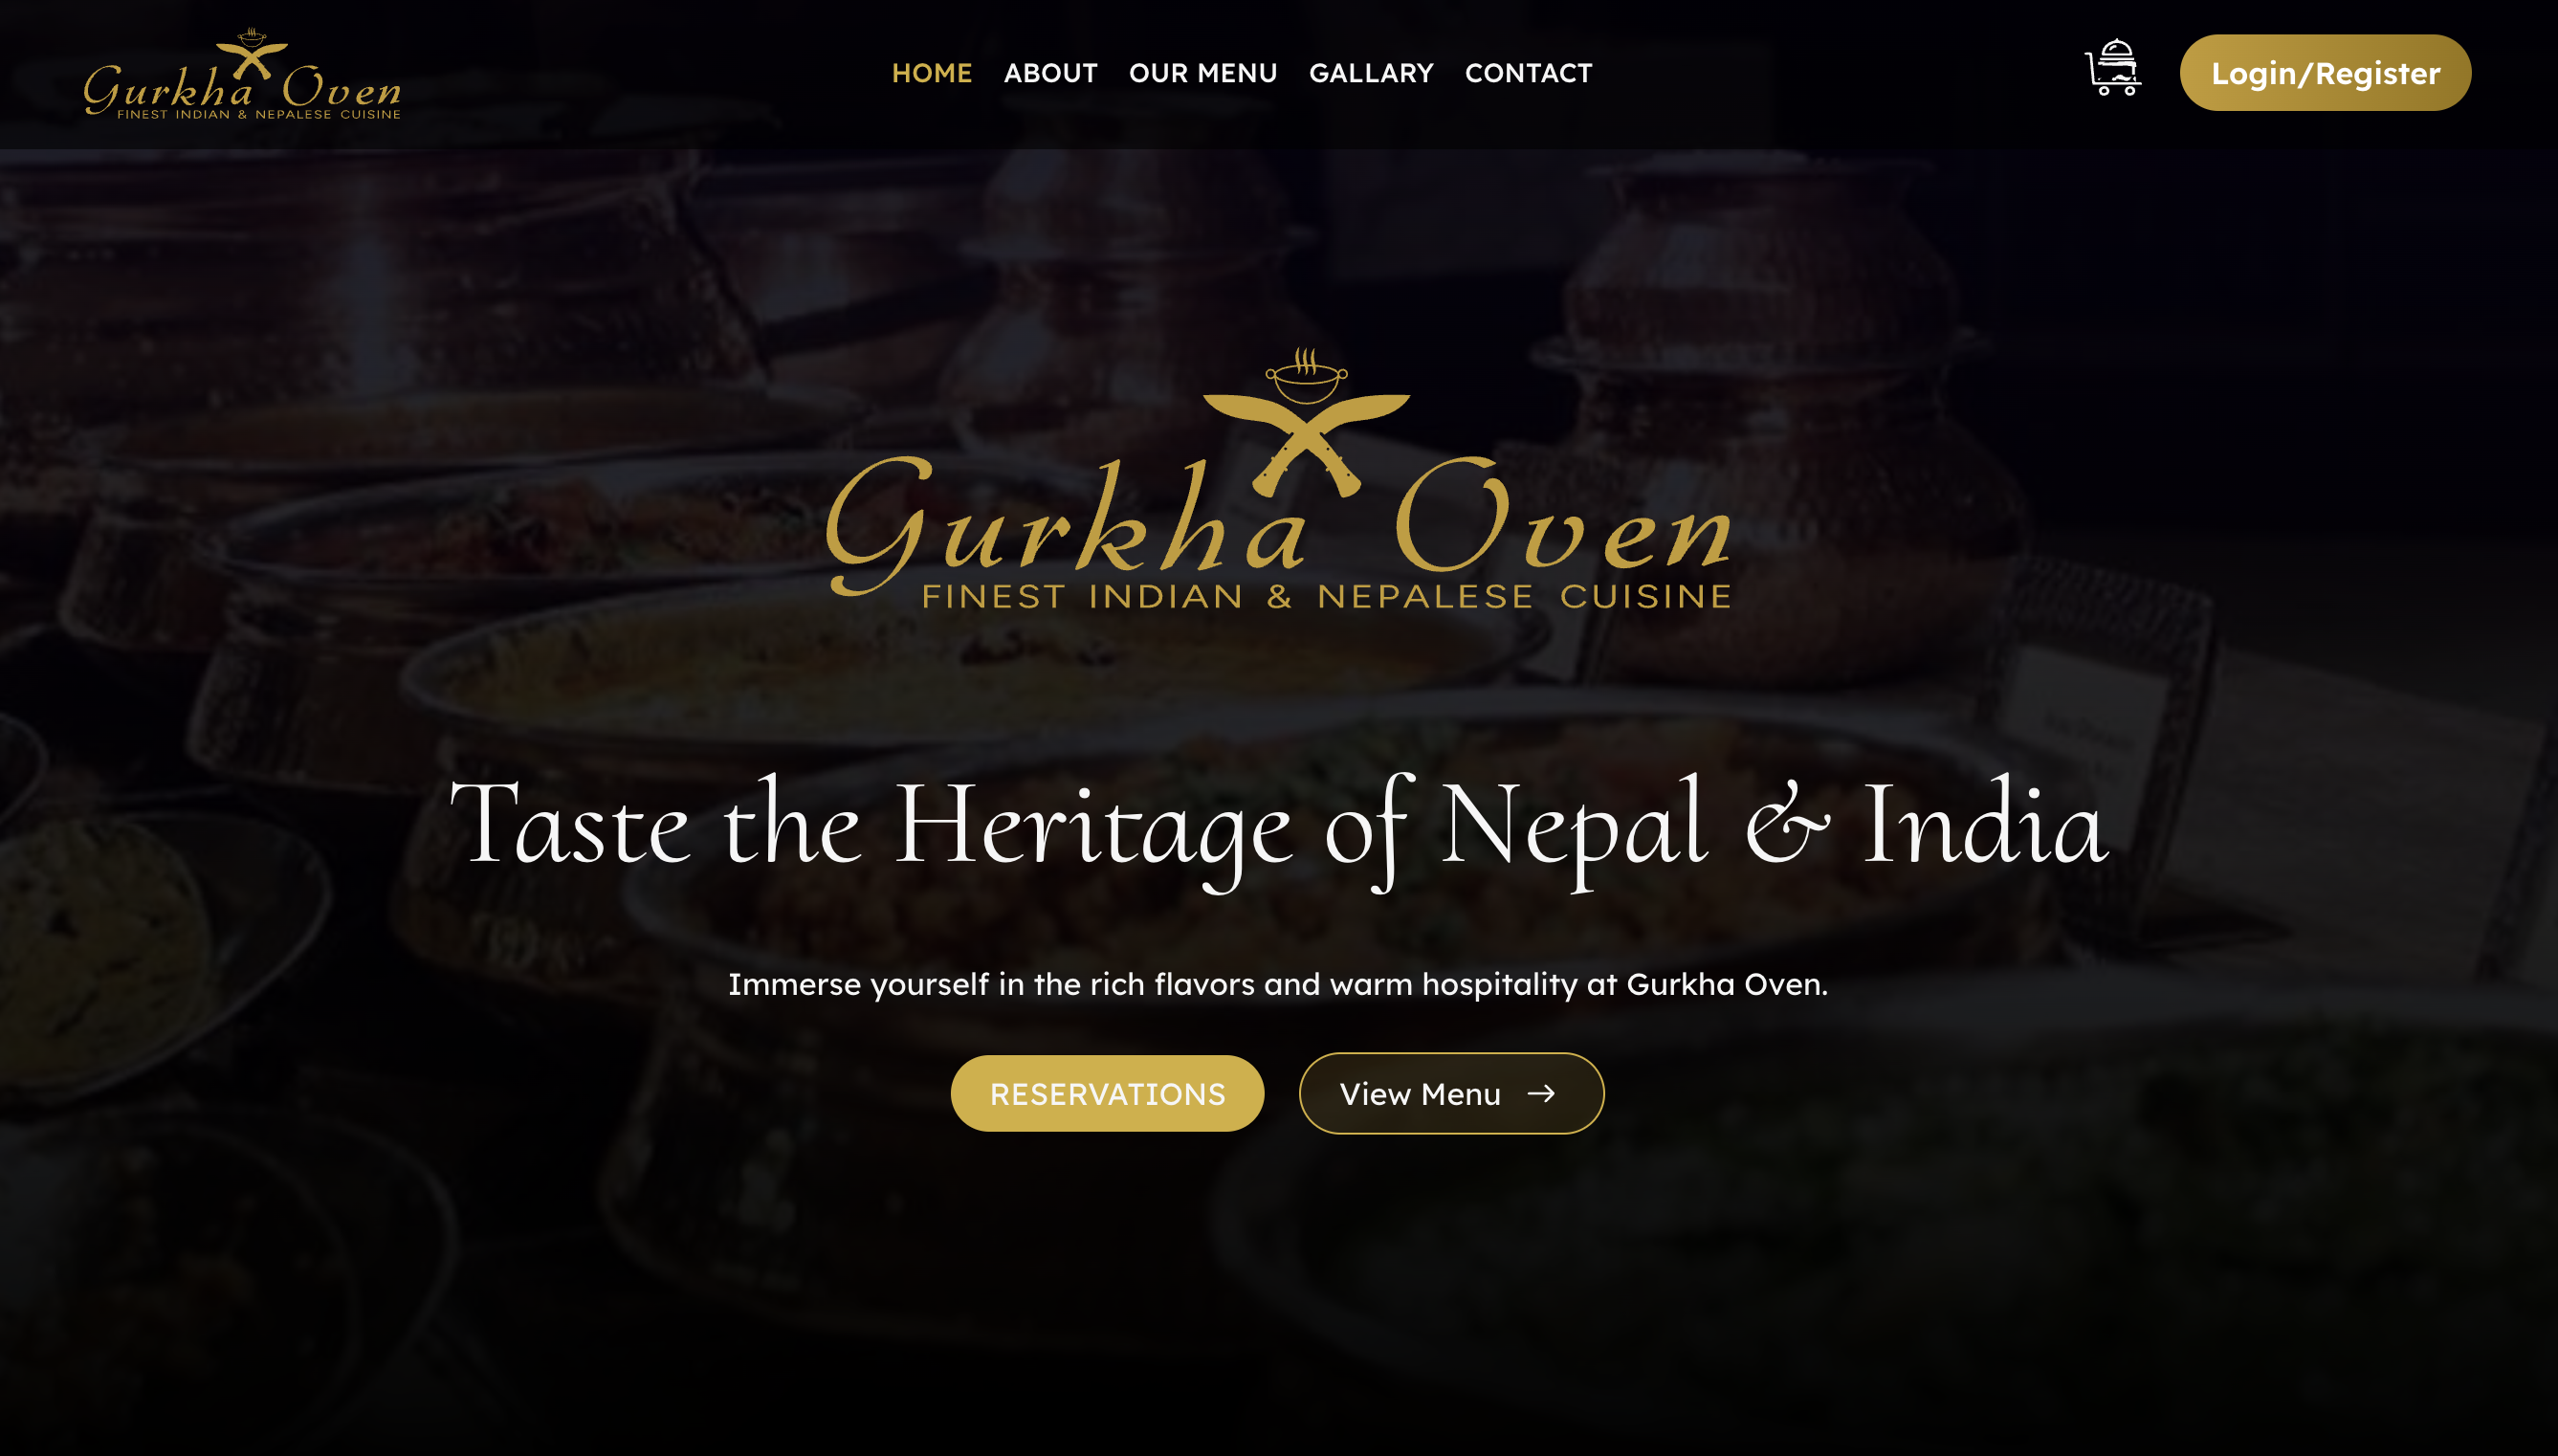 Gurkha Oven
FINEST INDIAN & NEPALESE CUISINE
HOME ABOUT OUR MENU GALLARY CONTACT
Login/Register
Gurkha Oven
FINEST INDIAN & NEPALESE CUISINE
Taste the Heritage of Nepal & India
Immerse yourself in the rich flavors and warm hospitality at Gurkha Oven.
RESERVATIONS
View Menu →